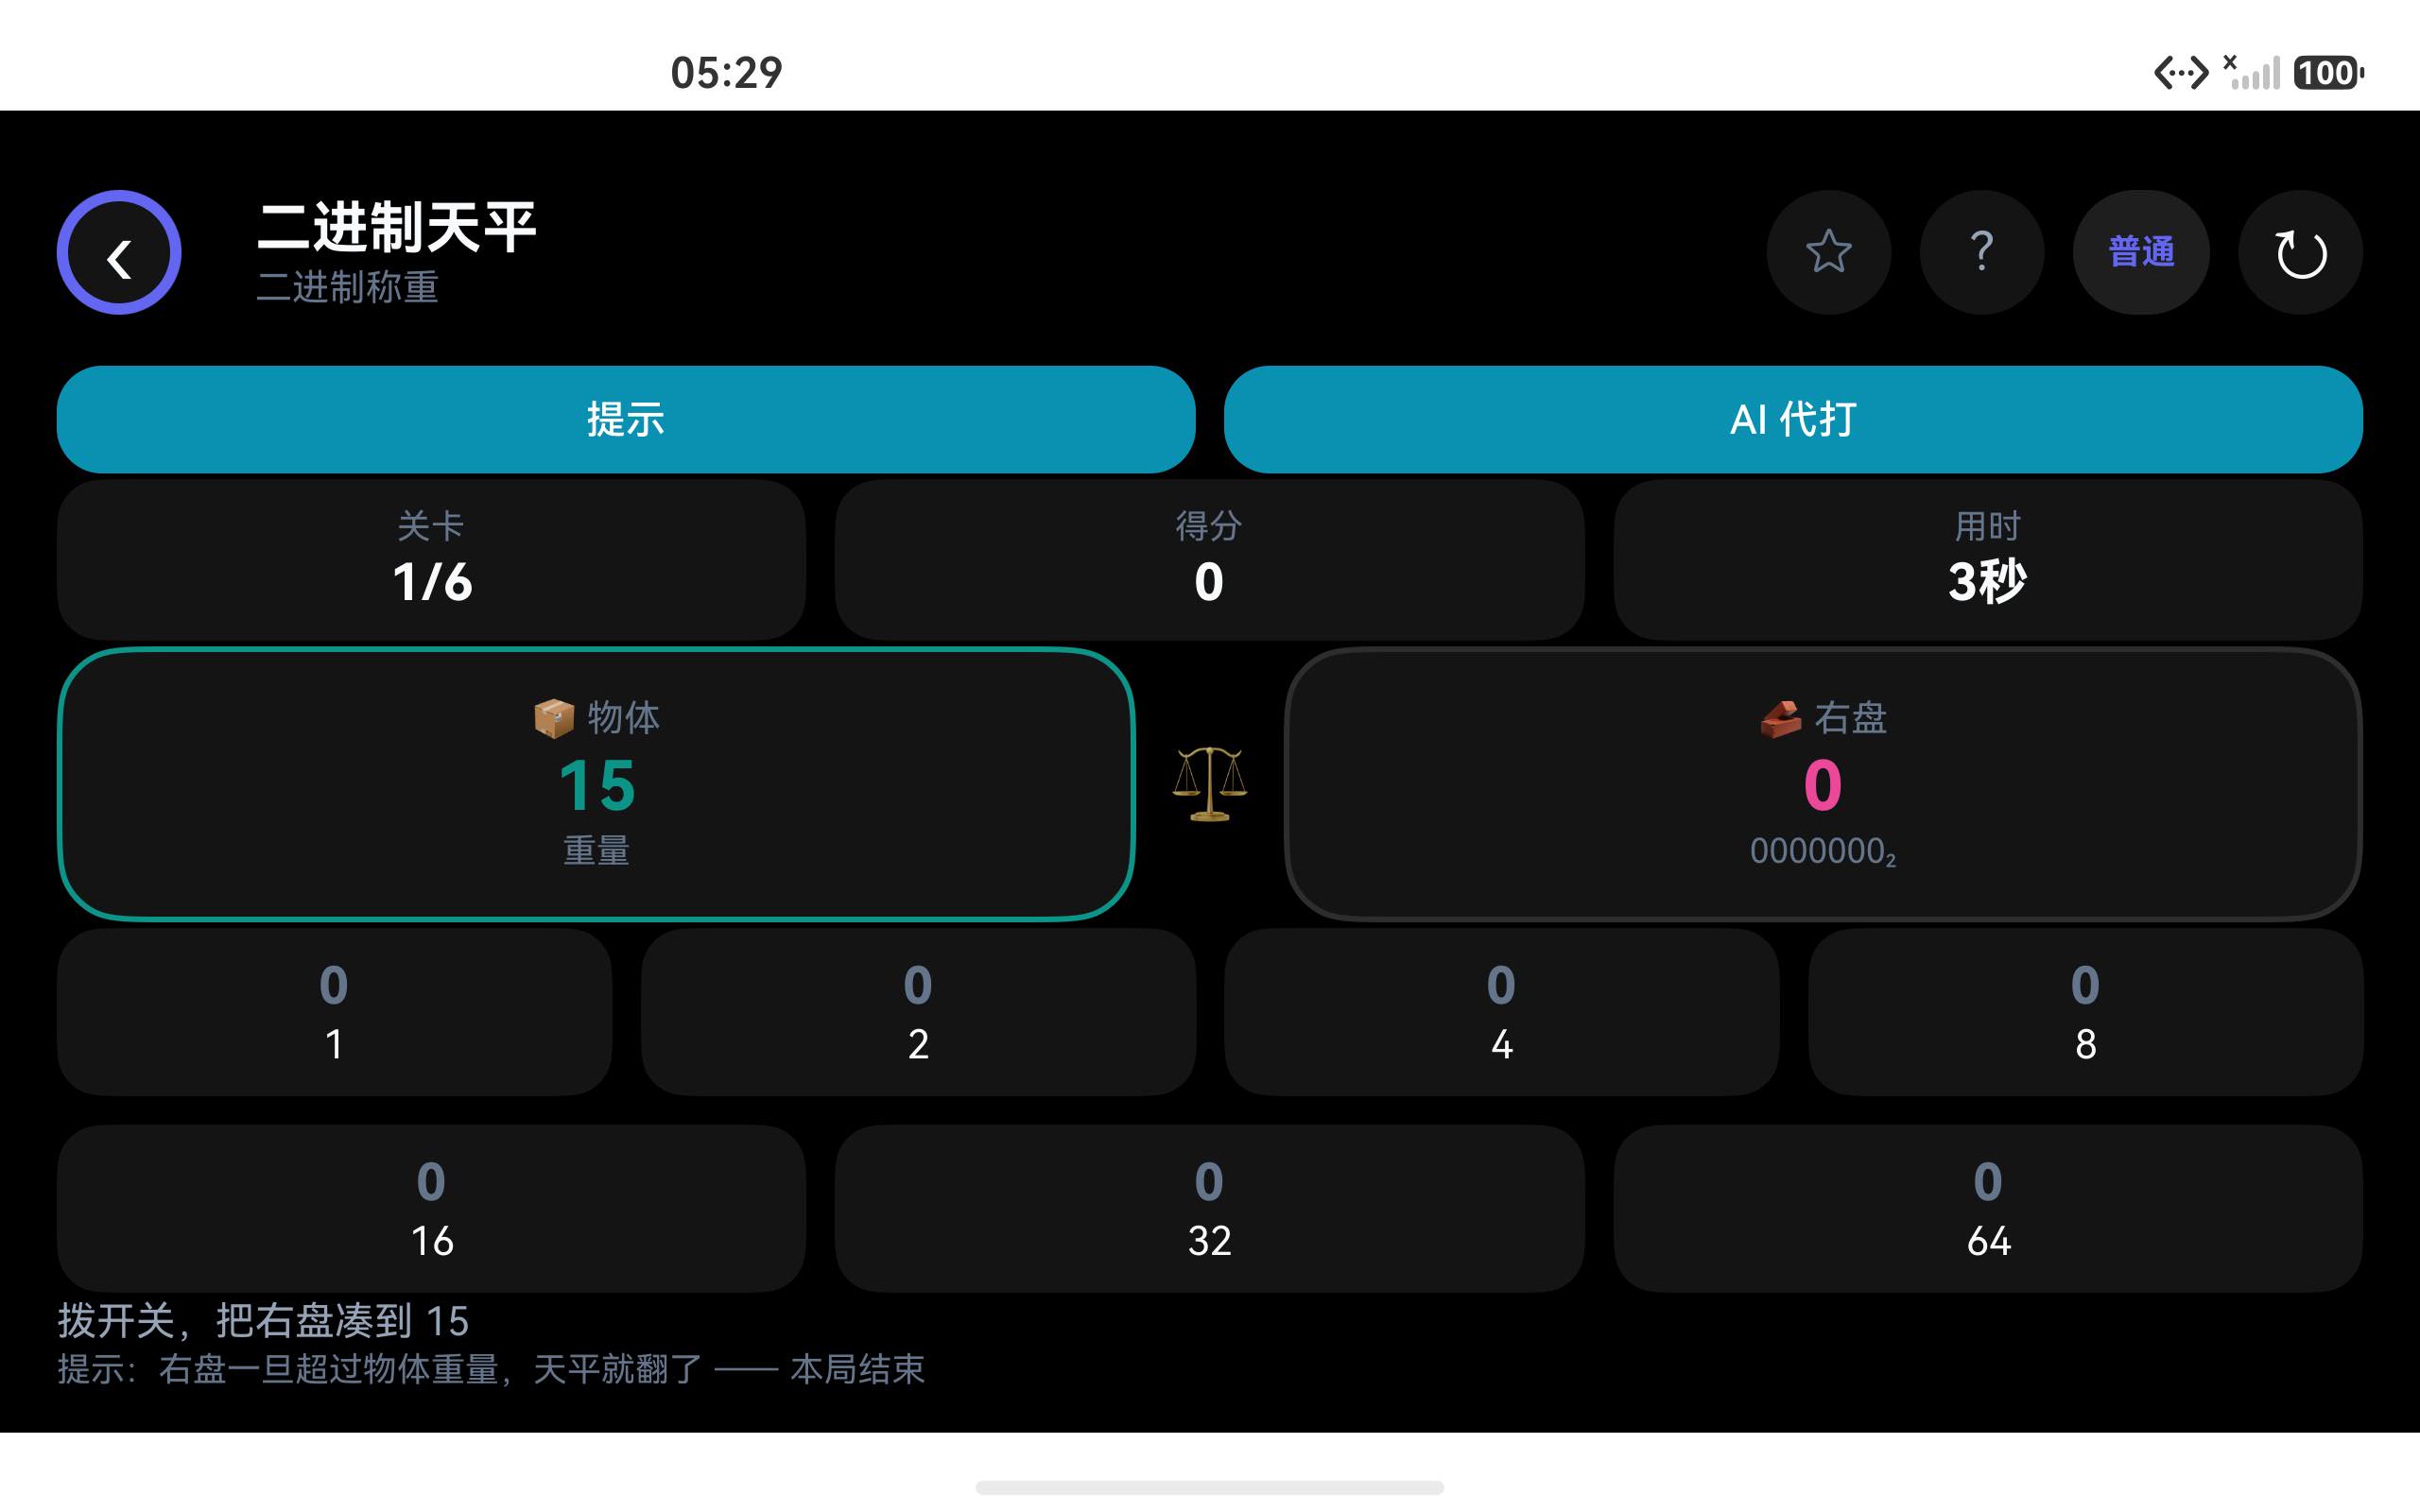 05:29
100
二进制天平
二进制称重
?
普通
提示
AI 代打
关卡
1/6
得分
0
用时
3秒
物体
15
重量
右盘
0
0000000₂
0
1
0
2
0
4
0
8
0
16
0
32
0
64
拨开关，把右盘凑到 15
提示：右盘一旦超过物体重量，天平就翻了 —— 本局结束